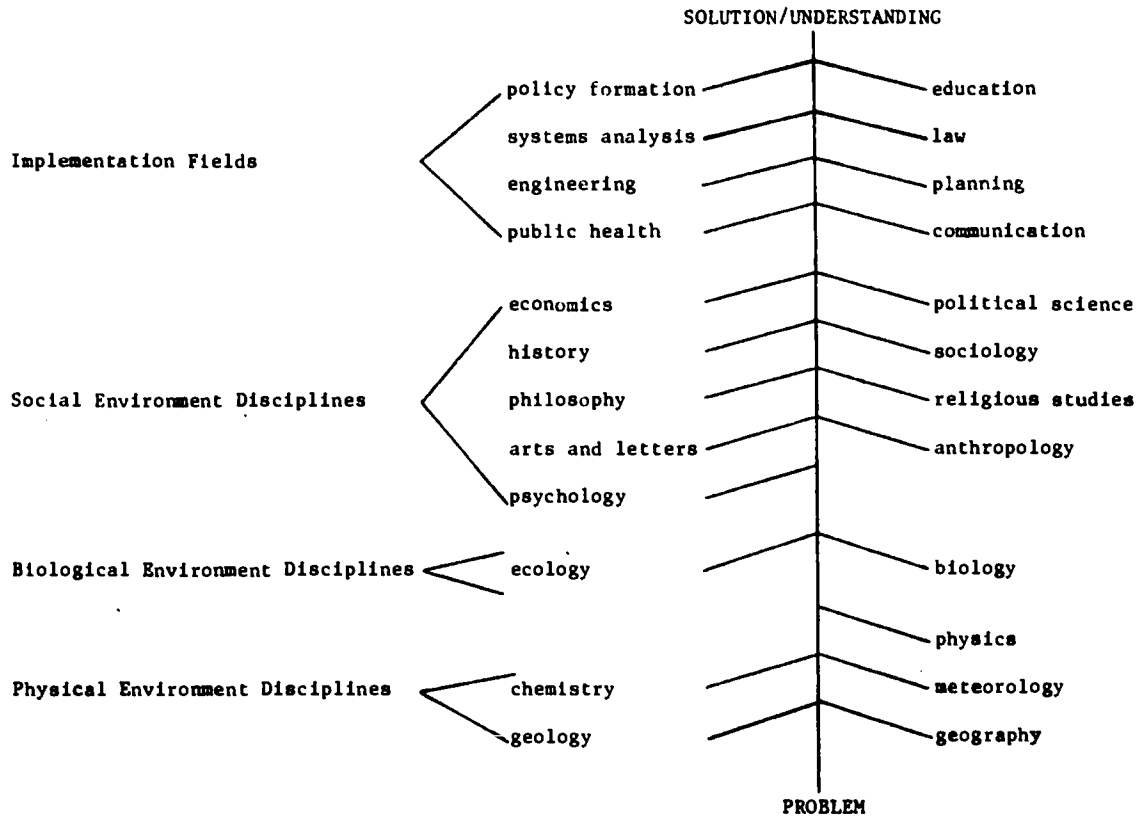 SOLUTION/UNDERSTANDING
policy formation education
systems analysis law
Implementation Fields
engineering planning
public health communication
economics political science
history sociology
Social Environment Disciplines philosophy religious studies
arts and letters anthropology
psychology
Biological Environment Disciplines ecology biology
physics
Physical Environment Disciplines chemistry meteorology
geology geography
PROBLEM